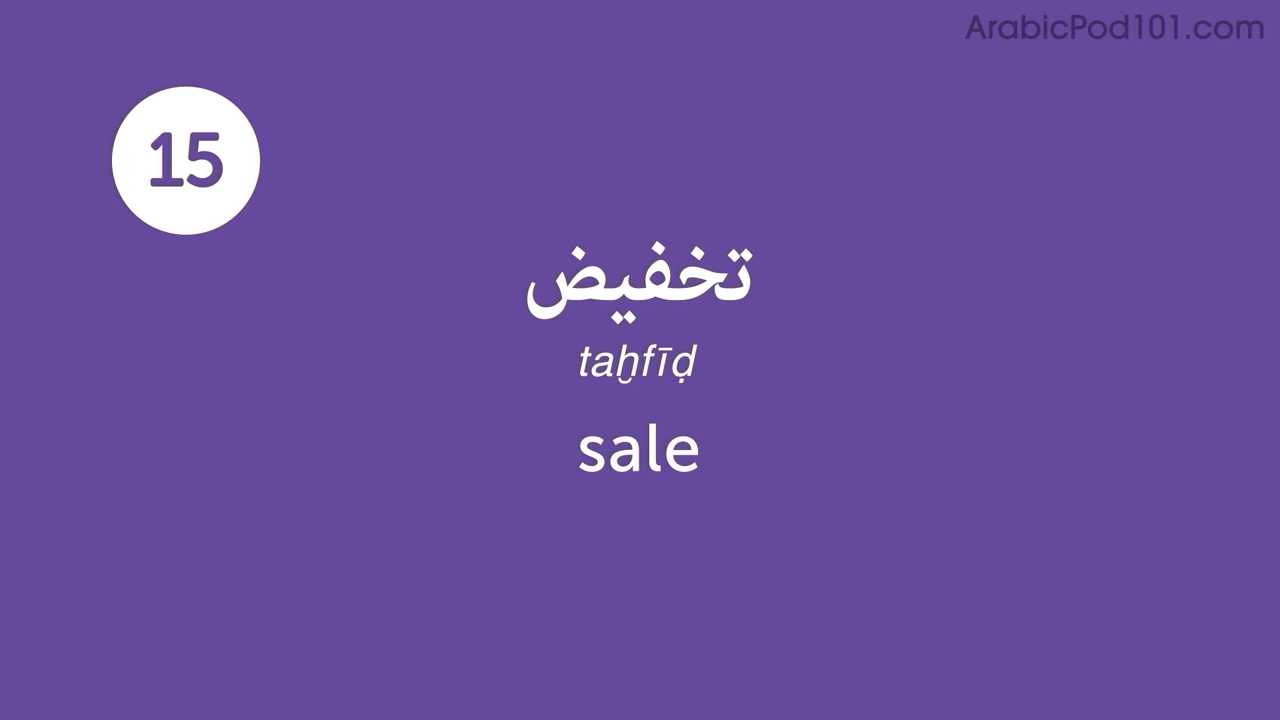 ArabicPod101.com
15
تخفيض
taḫfīḍ
sale